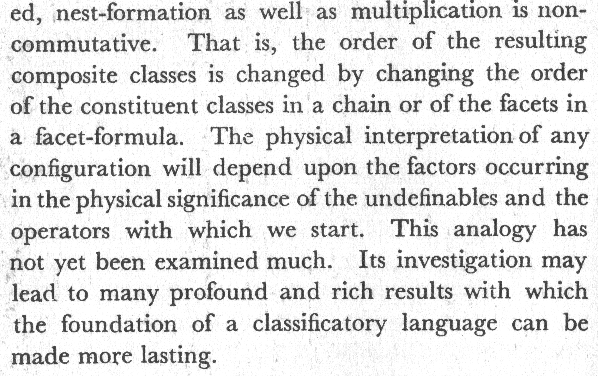 ed, nest-formation as well as multiplication is non-
commutative. That is, the order of the resulting
composite classes is changed by changing the order
of the constituent classes in a chain or of the facets in
a facet-formula. The physical interpretation of any
configuration will depend upon the factors occurring
in the physical significance of the undefinables and the
operators with which we start. This analogy has
not yet been examined much. Its investigation may
lead to many profound and rich results with which
the foundation of a classificatory language can be
made more lasting.